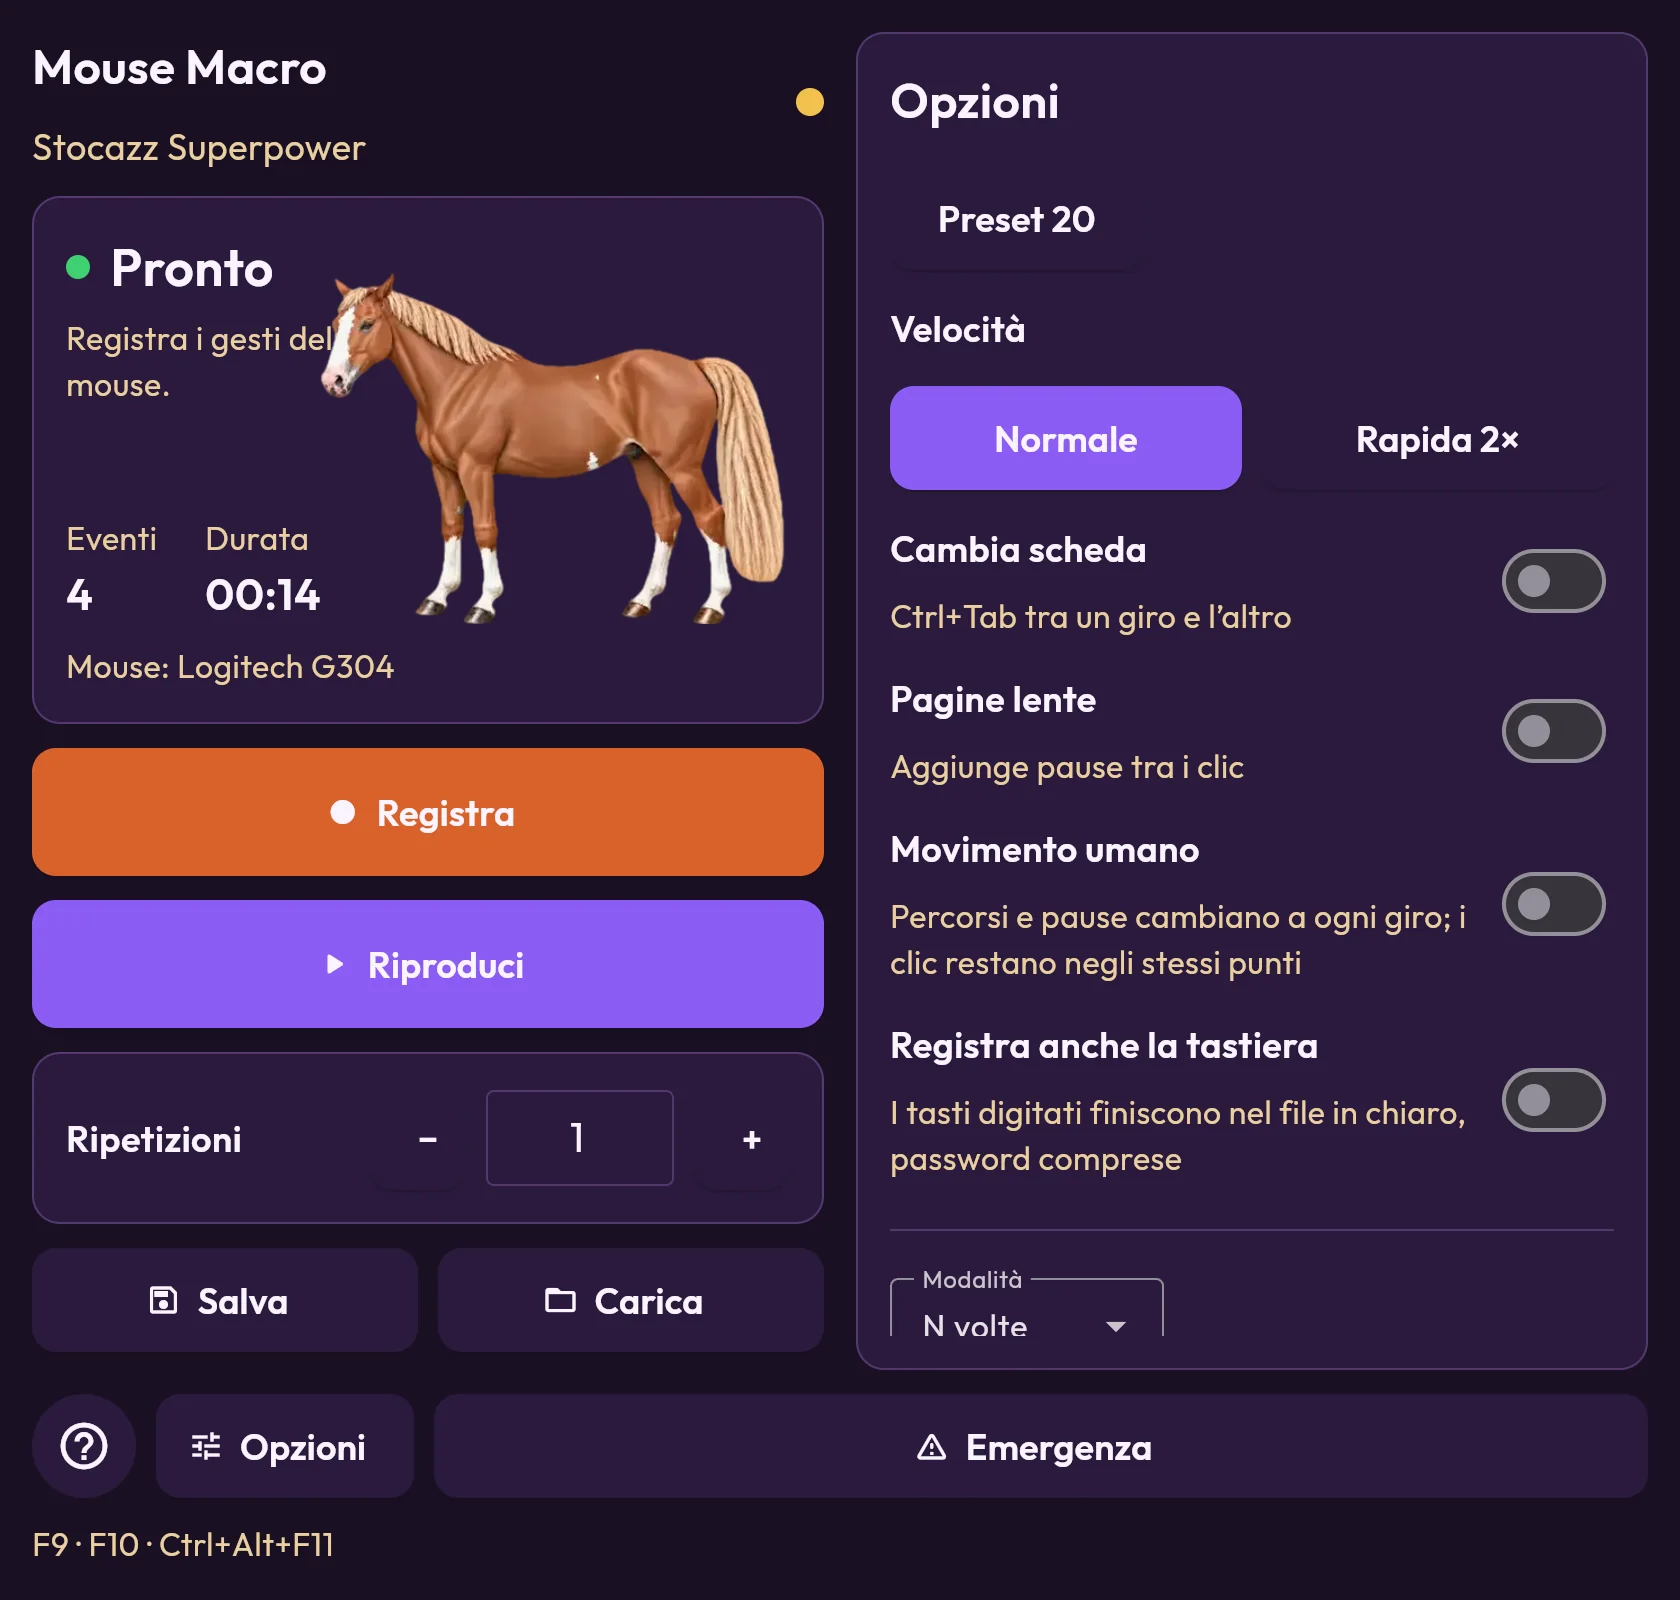 Mouse Macro
Stocazz Superpower
Pronto
Registra i gesti del
mouse.
Eventi
4
Durata
00:14
Mouse: Logitech G304
Registra
Riproduci
Ripetizioni
−
1
+
Salva
Carica
Opzioni
Preset 20
Velocità
Normale
Rapida 2×
Cambia scheda
Ctrl+Tab tra un giro e l’altro
Pagine lente
Aggiunge pause tra i clic
Movimento umano
Percorsi e pause cambiano a ogni giro; i
clic restano negli stessi punti
Registra anche la tastiera
I tasti digitati finiscono nel file in chiaro,
password comprese
Modalità
N volte
Opzioni
Emergenza
F9 · F10 · Ctrl+Alt+F11